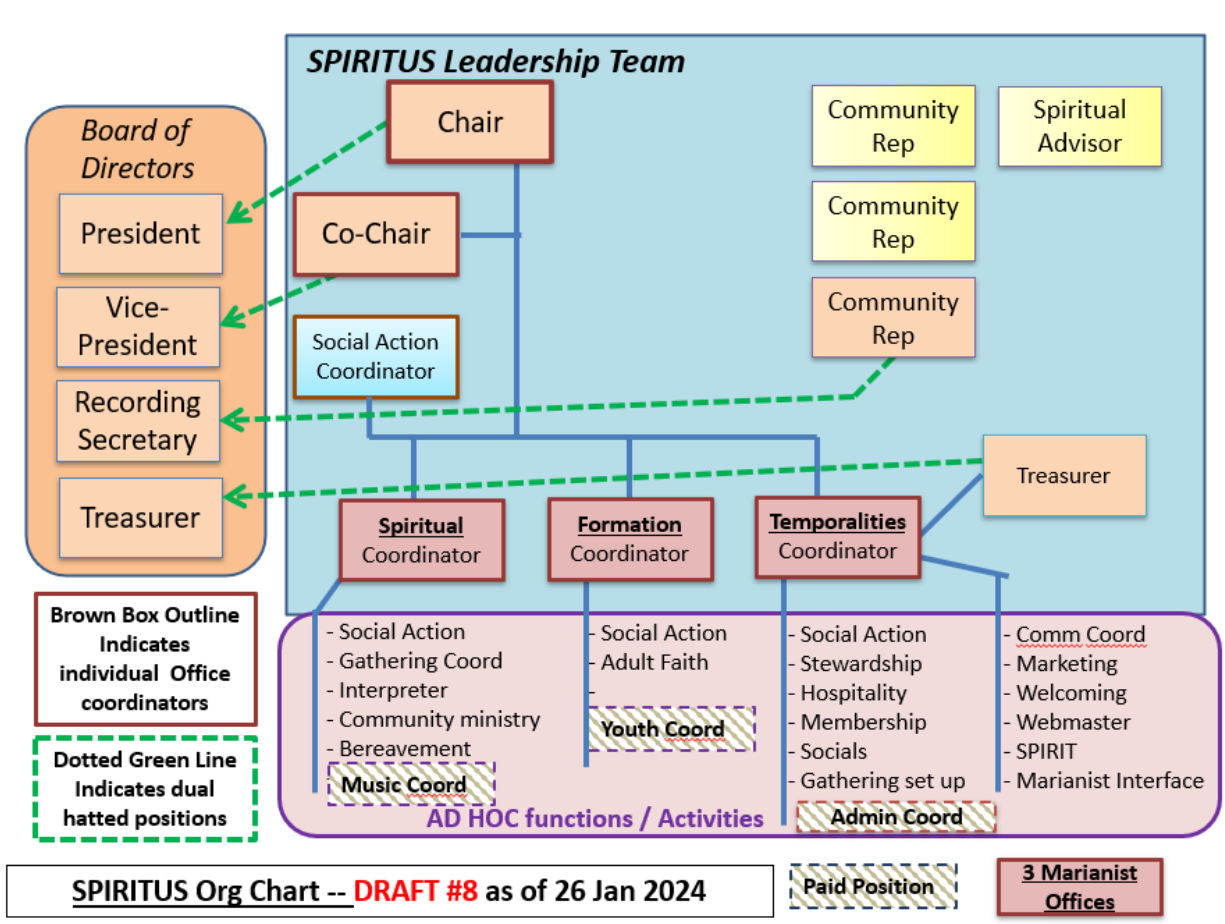 SPIRITUS Leadership Team
Board of
Directors
President
Vice-
President
Recording
Secretary
Treasurer
Chair
Co-Chair
Social Action
Coordinator
Community
Rep
Spiritual
Advisor
Community
Rep
Community
Rep
Treasurer
Spiritual
Coordinator
Formation
Coordinator
Temporalities
Coordinator
Brown Box Outline
Indicates
individual Office
coordinators
Dotted Green Line
Indicates dual
hatted positions
- Social Action
- Gathering Coord
- Interpreter
- Community ministry
- Bereavement
-
Music Coord
- Social Action
- Adult Faith
-
Youth Coord
- Social Action
- Stewardship
- Hospitality
- Membership
- Socials
- Gathering set up
Admin Coord
- Comm Coord
- Marketing
- Welcoming
- Webmaster
- SPIRIT
- Marianist Interface
AD HOC functions / Activities
SPIRITUS Org Chart -- DRAFT #8 as of 26 Jan 2024
Paid Position
3 Marianist
Offices